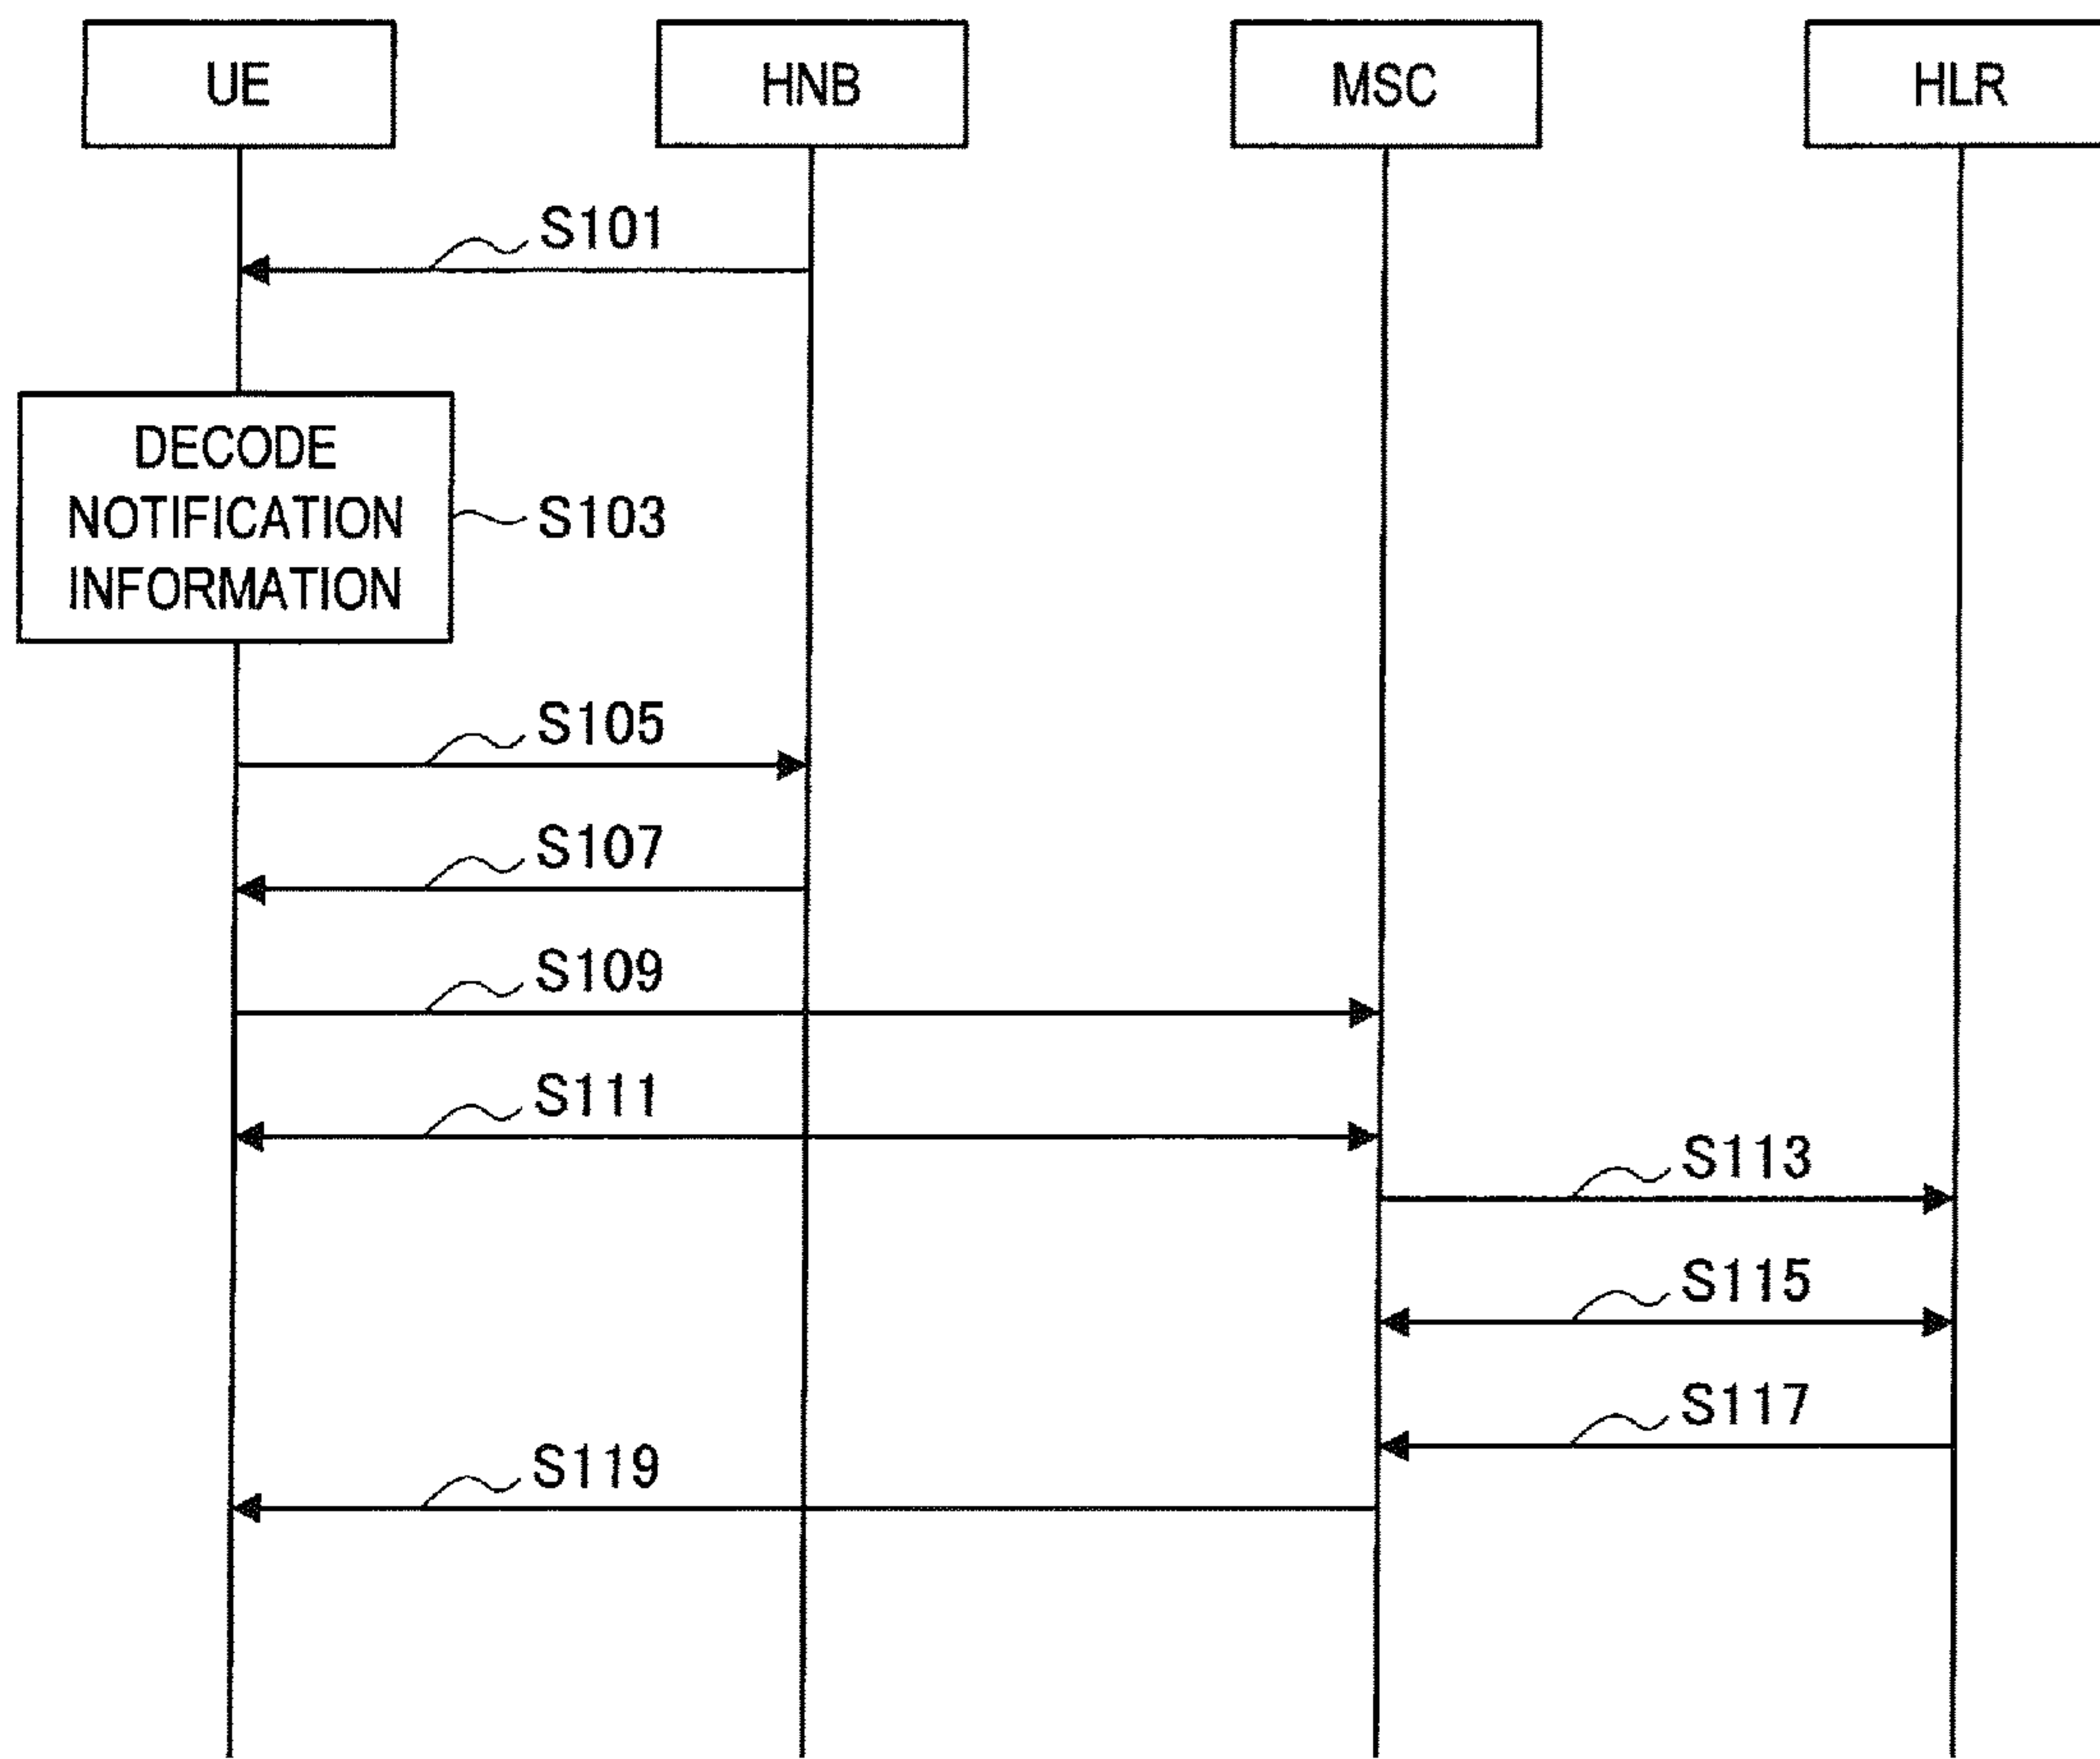 UE
HNB
MSC
HLR
S101
DECODE
NOTIFICATION
INFORMATION
S103
S105
S107
S109
S111
S113
S115
S117
S119